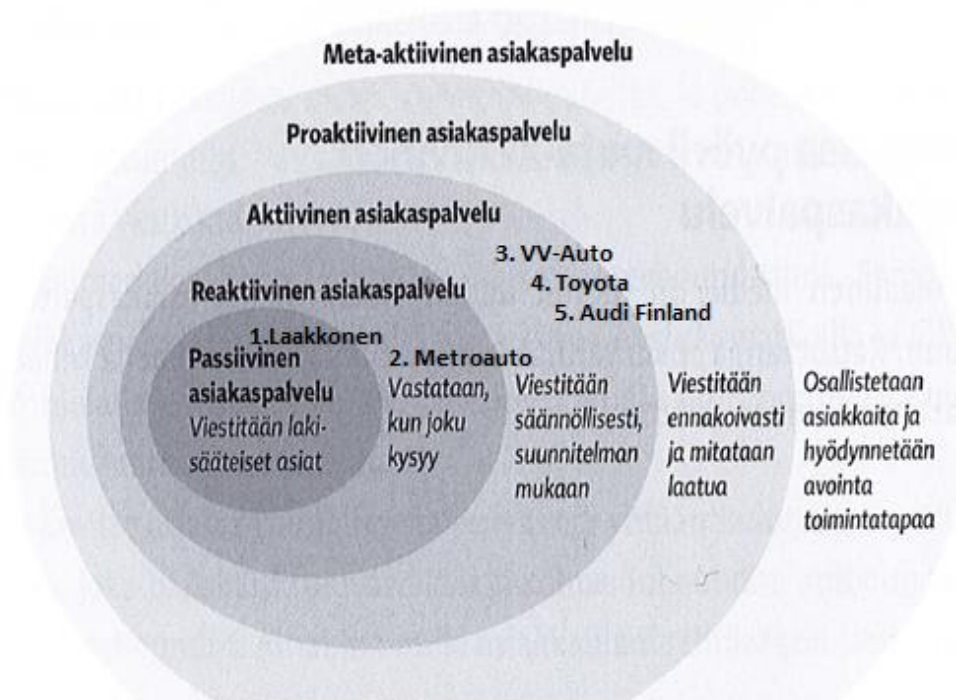 Meta-aktiivinen asiakaspalvelu
Proaktiivinen asiakaspalvelu
Aktiivinen asiakaspalvelu
3. VV-Auto
4. Toyota
5. Audi Finland
Reaktiivinen asiakaspalvelu
1.Laakkonen
2. Metroauto
Passiivinen
asiakaspalvelu
Viestitään laki-
sääteiset asiat
Vastataan,
kun joku
kysyy
Viestitään
säännöllisesti,
suunnitelman
mukaan
Viestitään
ennakoivasti
ja mitataan
laatua
Osallistetaan
asiakkaita ja
hyödynnetään
avointa
toimintatapaa